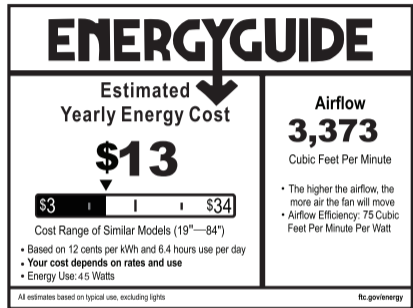 ENERGYGUIDE
Estimated
Yearly Energy Cost
$13
$3 $34
Cost Range of Similar Models (19"—84")
• Based on 12 cents per kWh and 6.4 hours use per day
• Your cost depends on rates and use
• Energy Use: 45 Watts
Airflow
3,373
Cubic Feet Per Minute
• The higher the airflow, the
more air the fan will move
• Airflow Efficiency: 75 Cubic
Feet Per Minute Per Watt
All estimates based on typical use, excluding lights
ftc.gov/energy